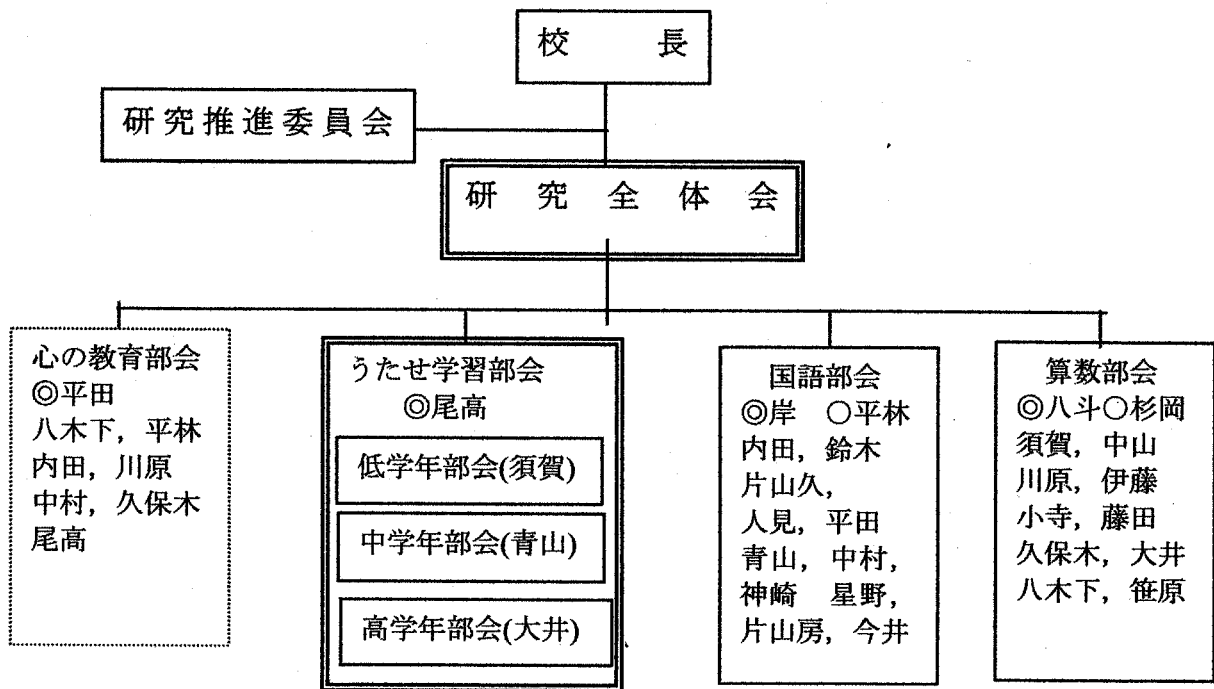 校　　長
研究推進委員会
研　究　全　体　会
心の教育部会
◎平田
八木下，平林
内田，川原
中村，久保木
尾高
うたせ学習部会
◎尾高
低学年部会(須賀)
中学年部会(青山)
高学年部会(大井)
国語部会
◎岸　○平林
内田，鈴木
片山久，
人見，平田
青山，中村，
神崎　星野，
片山房，今井
算数部会
◎八斗○杉岡
須賀，中山
川原，伊藤
小寺，藤田
久保木，大井
八木下，笹原